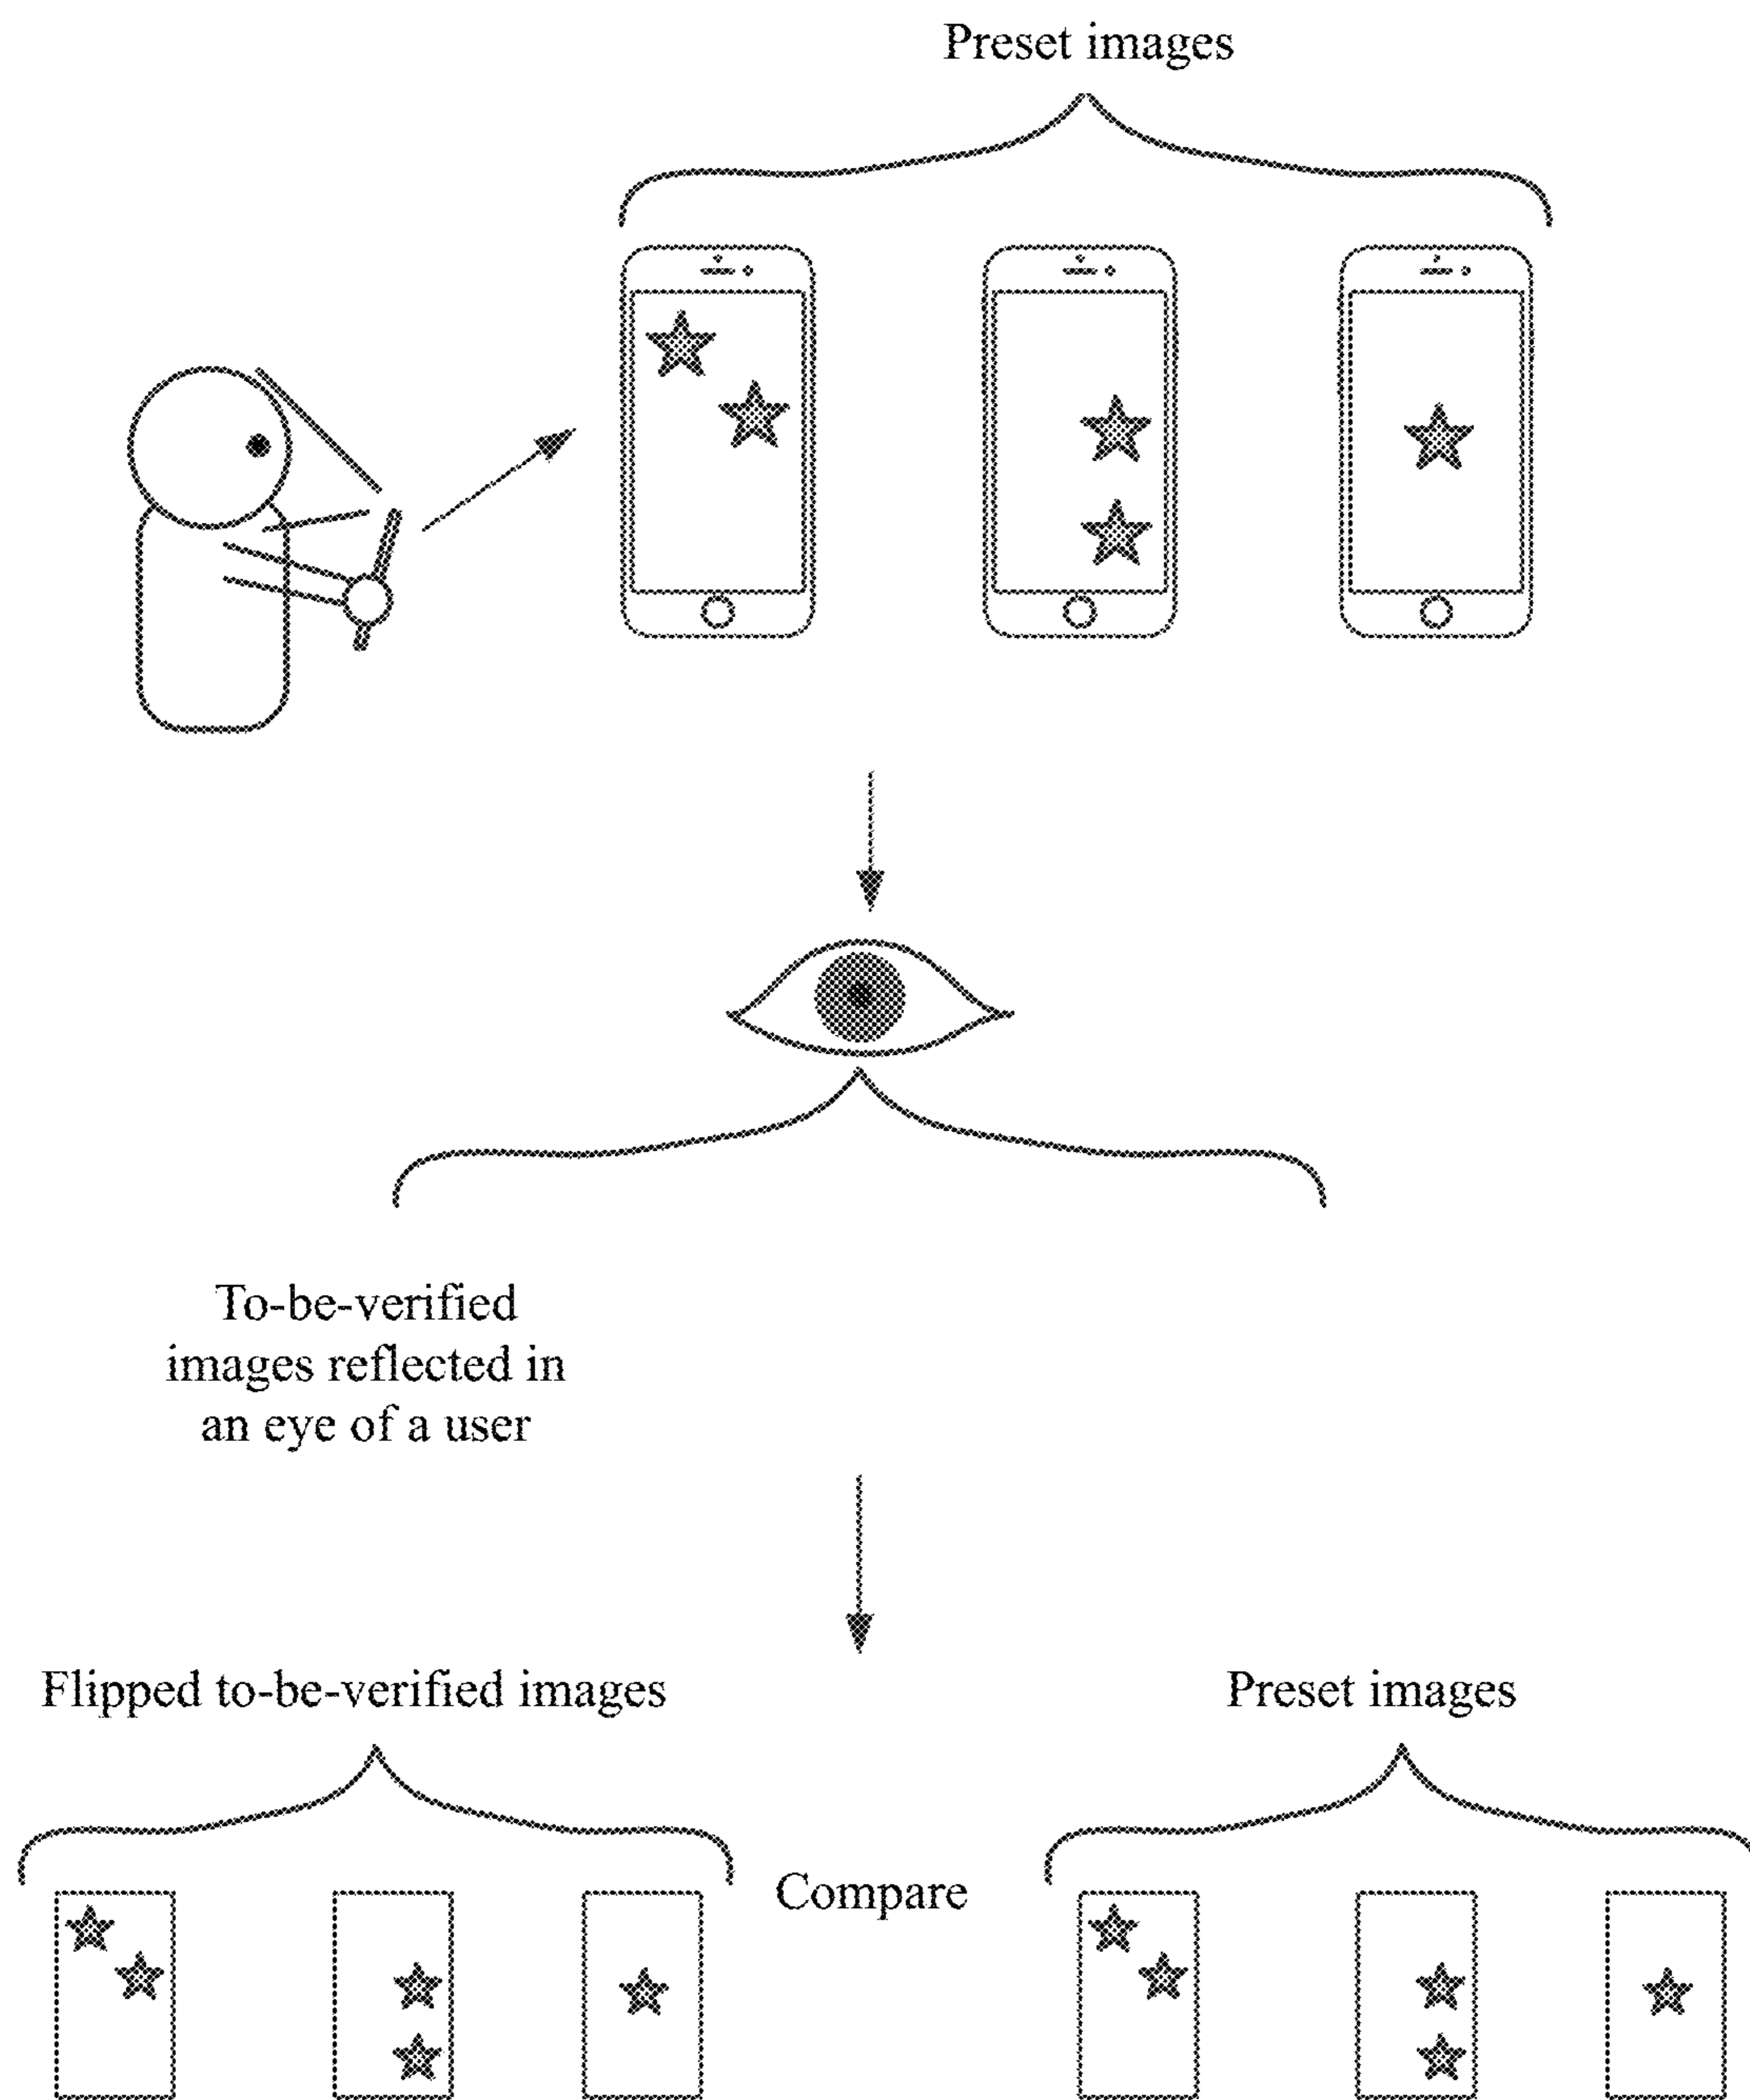 Preset images
To-be-verified
images reflected in
an eye of a user
Flipped to-be-verified images
Preset images
Compare